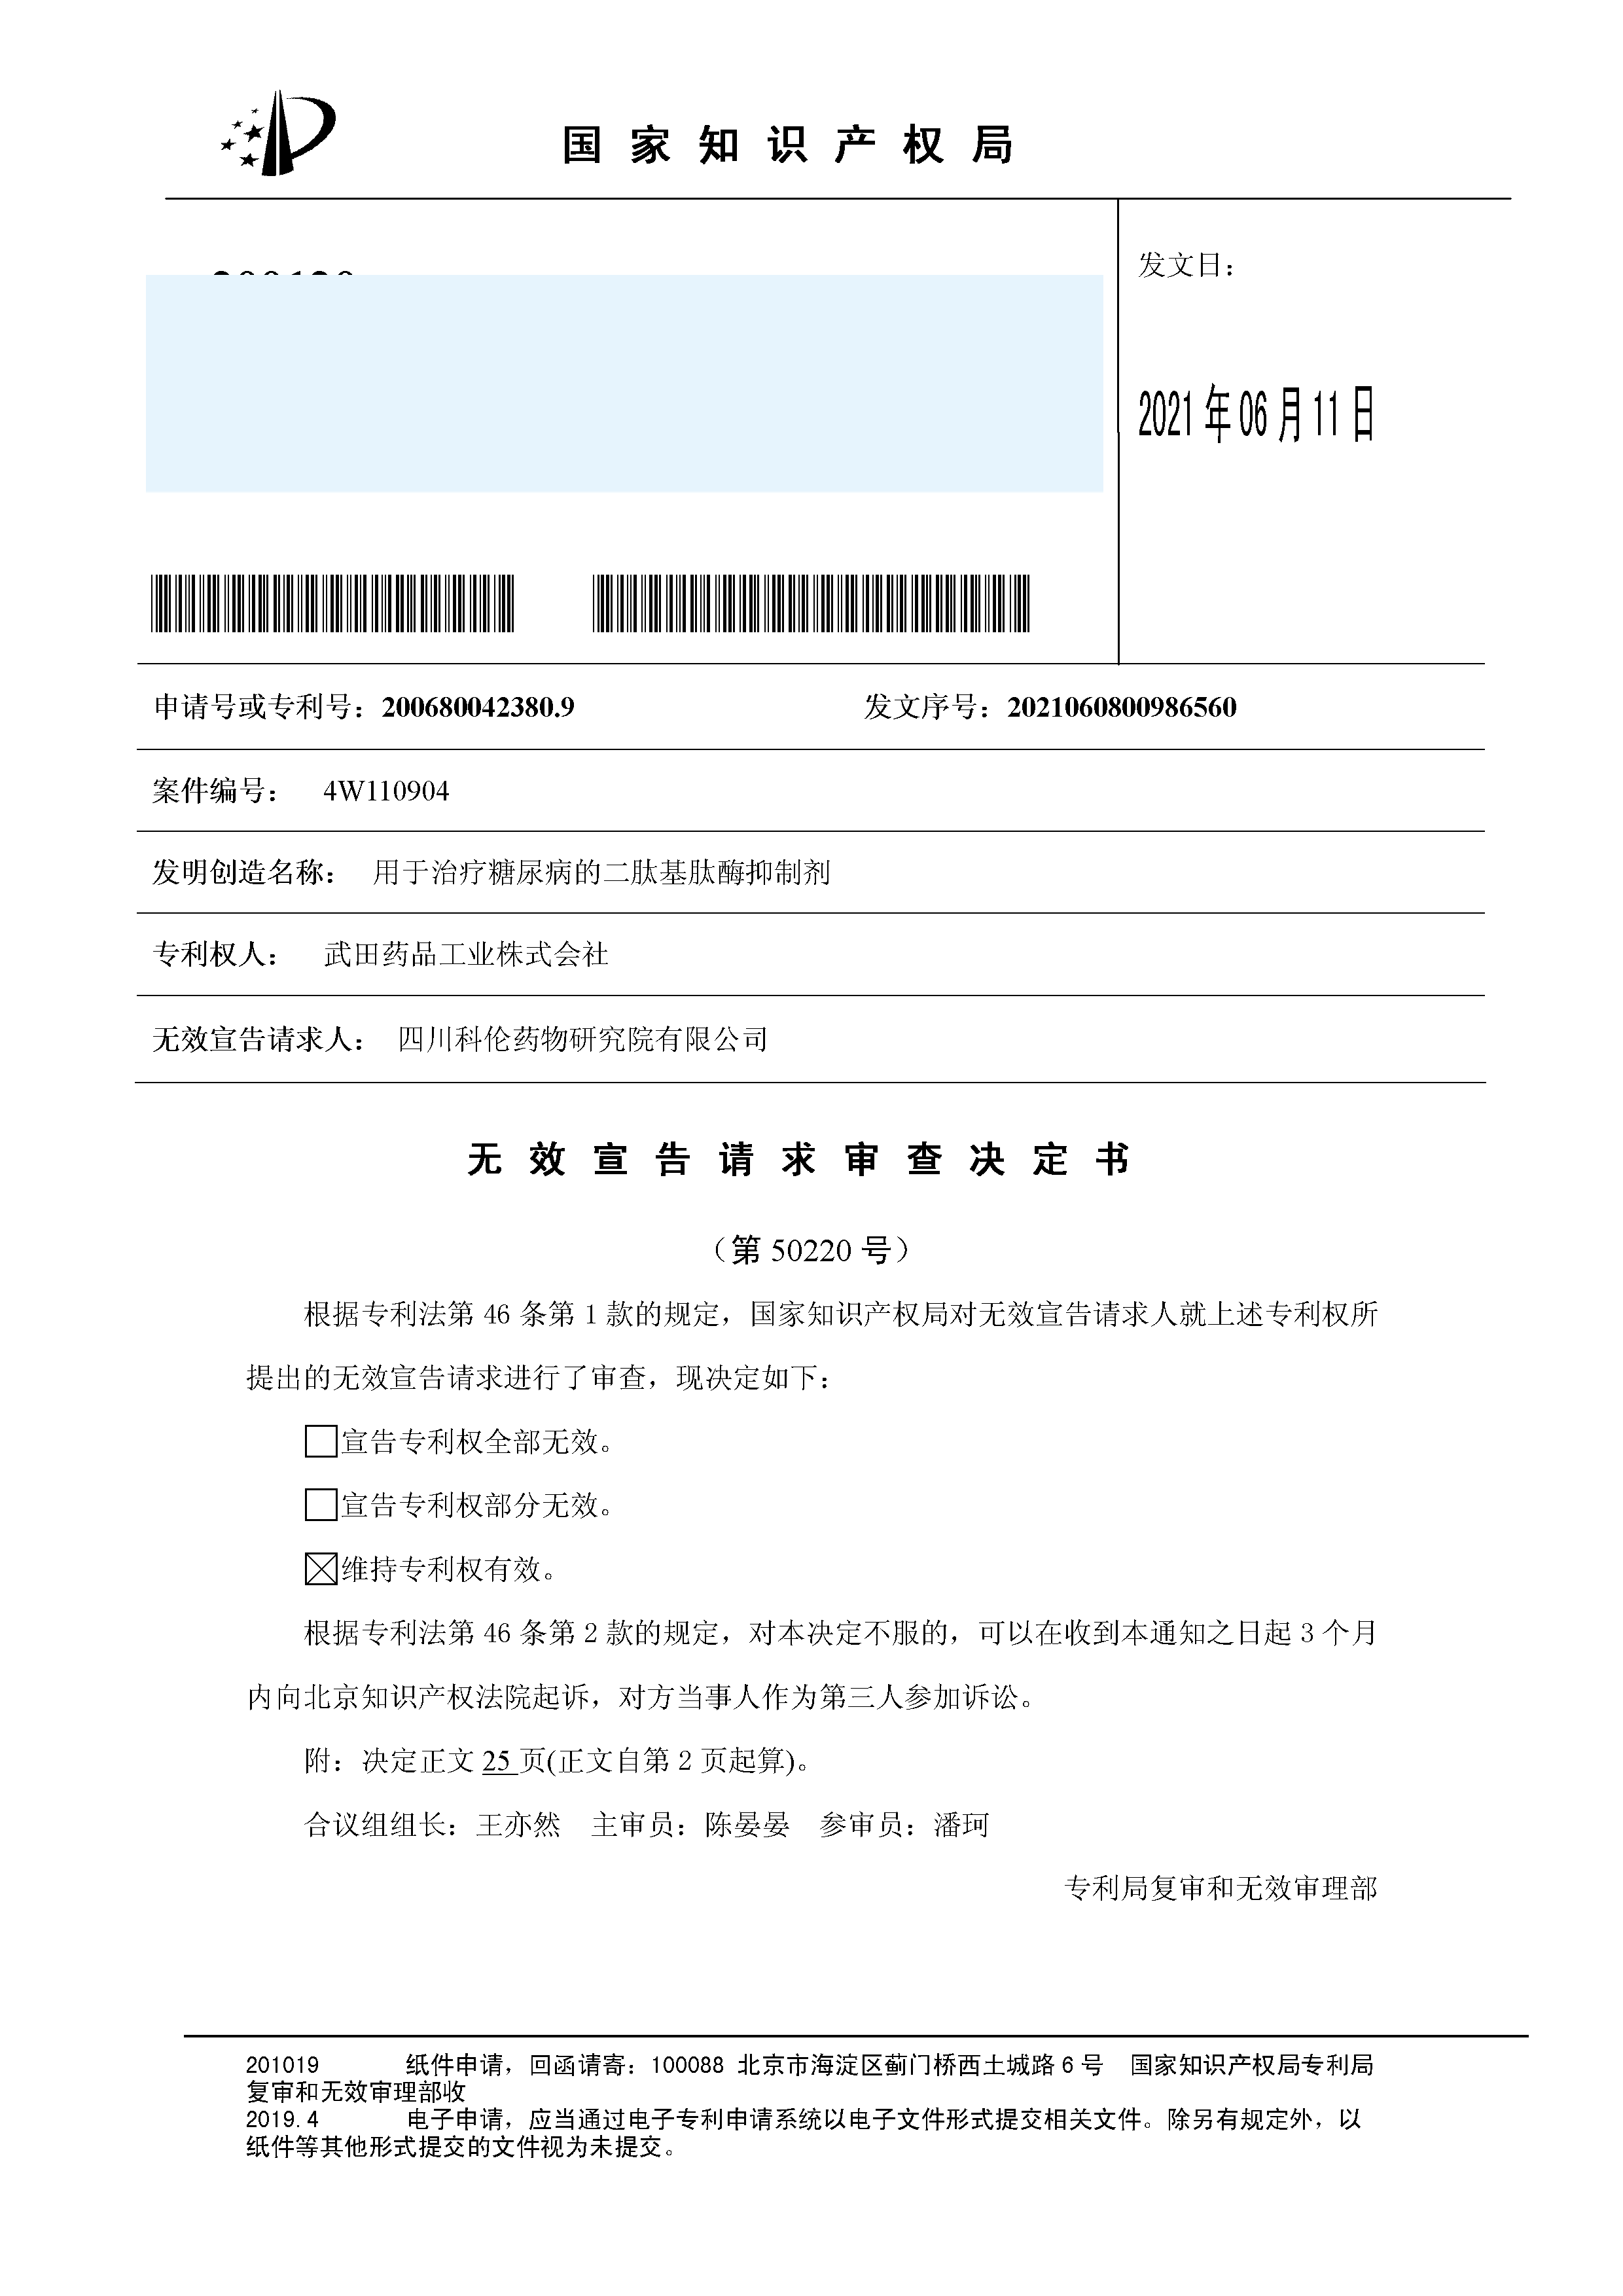 国家知识产权局
发文日：
2021年06月11日
申请号或专利号：200680042380.9 发文序号：2021060800986560
案件编号： 4W110904
发明创造名称： 用于治疗糖尿病的二肽基肽酶抑制剂
专利权人： 武田药品工业株式会社
无效宣告请求人： 四川科伦药物研究院有限公司
无效宣告请求审查决定书
（第 50220 号）
根据专利法第 46 条第 1 款的规定，国家知识产权局对无效宣告请求人就上述专利权所
提出的无效宣告请求进行了审查，现决定如下：
宣告专利权全部无效。
宣告专利权部分无效。
维持专利权有效。
根据专利法第 46 条第 2 款的规定，对本决定不服的，可以在收到本通知之日起 3 个月
内向北京知识产权法院起诉，对方当事人作为第三人参加诉讼。
附：决定正文 25 页(正文自第 2 页起算)。
合议组组长：王亦然 主审员：陈晏晏 参审员：潘珂
专利局复审和无效审理部
201019 纸件申请，回函请寄：100088 北京市海淀区蓟门桥西土城路 6 号 国家知识产权局专利局
复审和无效审理部收
2019.4 电子申请，应当通过电子专利申请系统以电子文件形式提交相关文件。除另有规定外，以
纸件等其他形式提交的文件视为未提交。